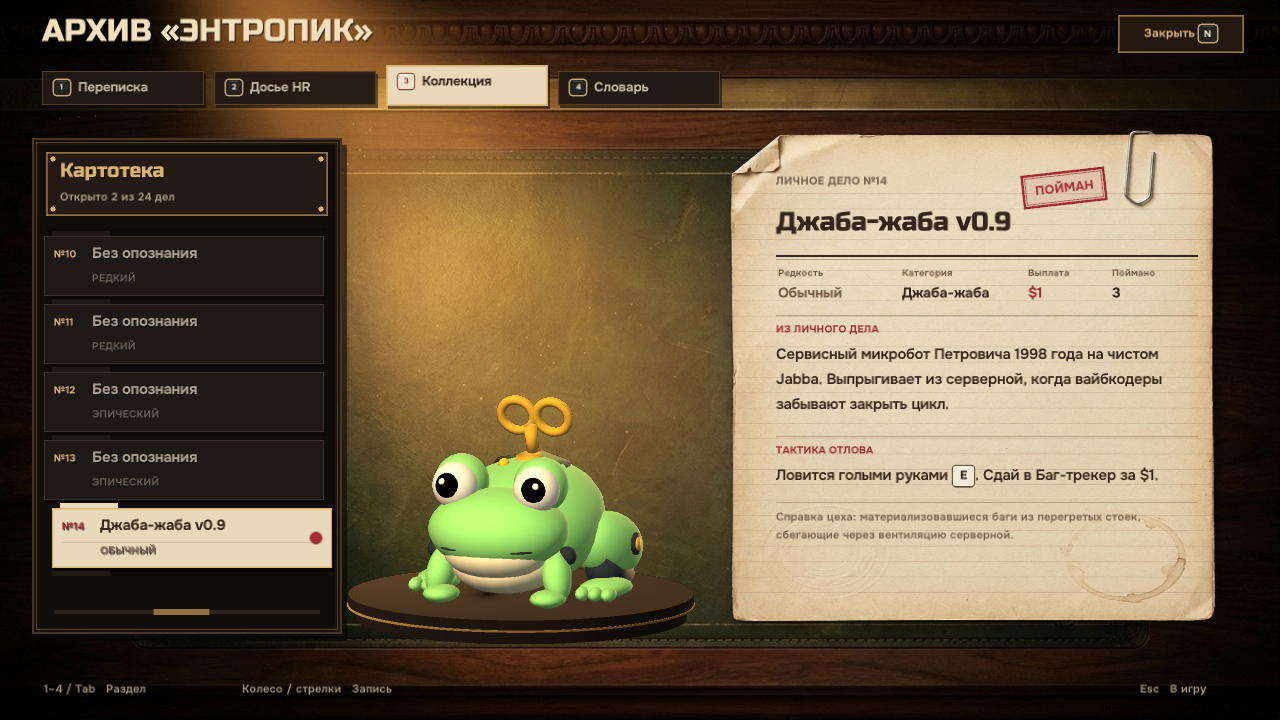 АРХИВ «ЭНТРОПИК»
Закрыть N
1 Переписка
2 Досье HR
3 Коллекция
4 Словарь
Картотека
Открыто 2 из 24 дел
№10 Без опознания
РЕДКИЙ
№11 Без опознания
РЕДКИЙ
№12 Без опознания
ЭПИЧЕСКИЙ
№13 Без опознания
ЭПИЧЕСКИЙ
№14 Джаба-жаба v0.9
ОБЫЧНЫЙ
ЛИЧНОЕ ДЕЛО №14
ПОЙМАН
Джаба-жаба v0.9
Редкость Категория Выплата Поймано
Обычный Джаба-жаба $1 3
ИЗ ЛИЧНОГО ДЕЛА
Сервисный микробот Петровича 1998 года на чистом
Jabba. Выпрыгивает из серверной, когда вайбкодеры
забывают закрыть цикл.
ТАКТИКА ОТЛОВА
Ловится голыми руками E. Сдай в Баг-трекер за $1.
Справка цеха: материализовавшиеся баги из перегретых стоек,
сбегающие через вентиляцию серверной.
1–4 / Tab Раздел
Колесо / стрелки Запись
Esc В игру